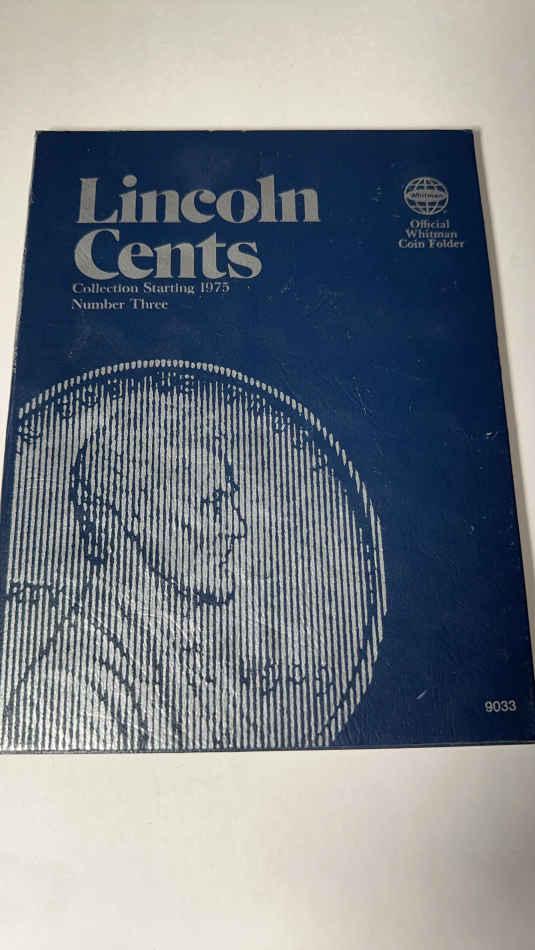 Lincoln
Cents
Collection Starting 1975
Number Three
Whitman
Official
Whitman
Coin Folder
9033